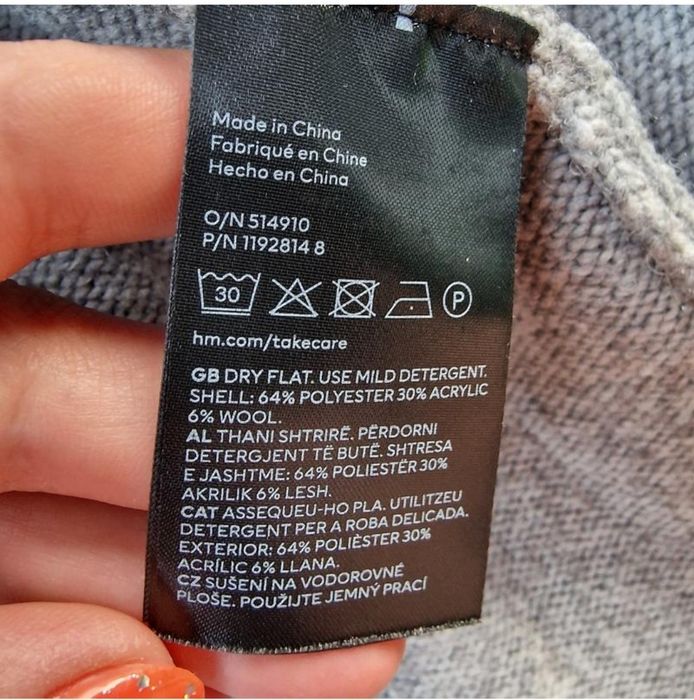 Made in China
Fabriqué en Chine
Hecho en China
O/N 514910
P/N 1192814 8
30
P
hm.com/takecare
GB DRY FLAT. USE MILD DETERGENT.
SHELL: 64% POLYESTER 30% ACRYLIC
6% WOOL.
AL THANI SHTRIRË. PËRDORNI
DETERGJENT TË BUTË. SHTRESA
E JASHTME: 64% POLIESTËR 30%
AKRILIK 6% LESH.
CAT ASSEQUEU-HO PLA. UTILITZEU
DETERGENT PER A ROBA DELICADA.
EXTERIOR: 64% POLIÈSTER 30%
ACRÍLIC 6% LLANA.
CZ SUŠENÍ NA VODOROVNÉ
PLOŠE. POUŽIJTE JEMNÝ PRACÍ